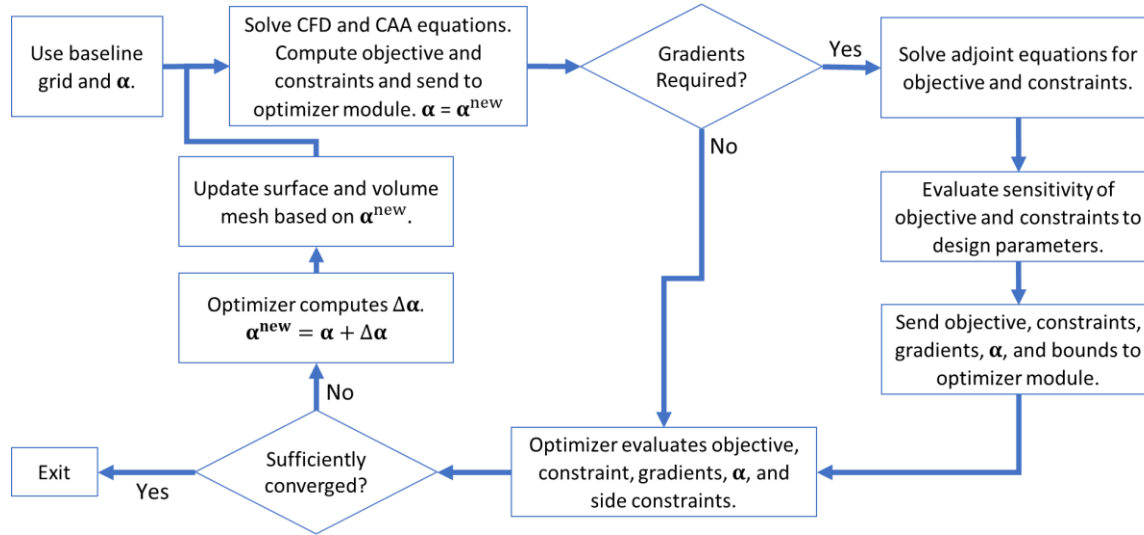 Use baseline
grid and α.
Solve CFD and CAA equations.
Compute objective and
constraints and send to
optimizer module. α = α^new
Gradients
Required?
Yes
Solve adjoint equations for
objective and constraints.
No
Evaluate sensitivity of
objective and constraints to
design parameters.
Send objective, constraints,
gradients, α, and bounds to
optimizer module.
Optimizer evaluates objective,
constraint, gradients, α, and
side constraints.
Sufficiently
converged?
Yes
Exit
No
Optimizer computes Δα.
α^new = α + Δα
Update surface and volume
mesh based on α^new.